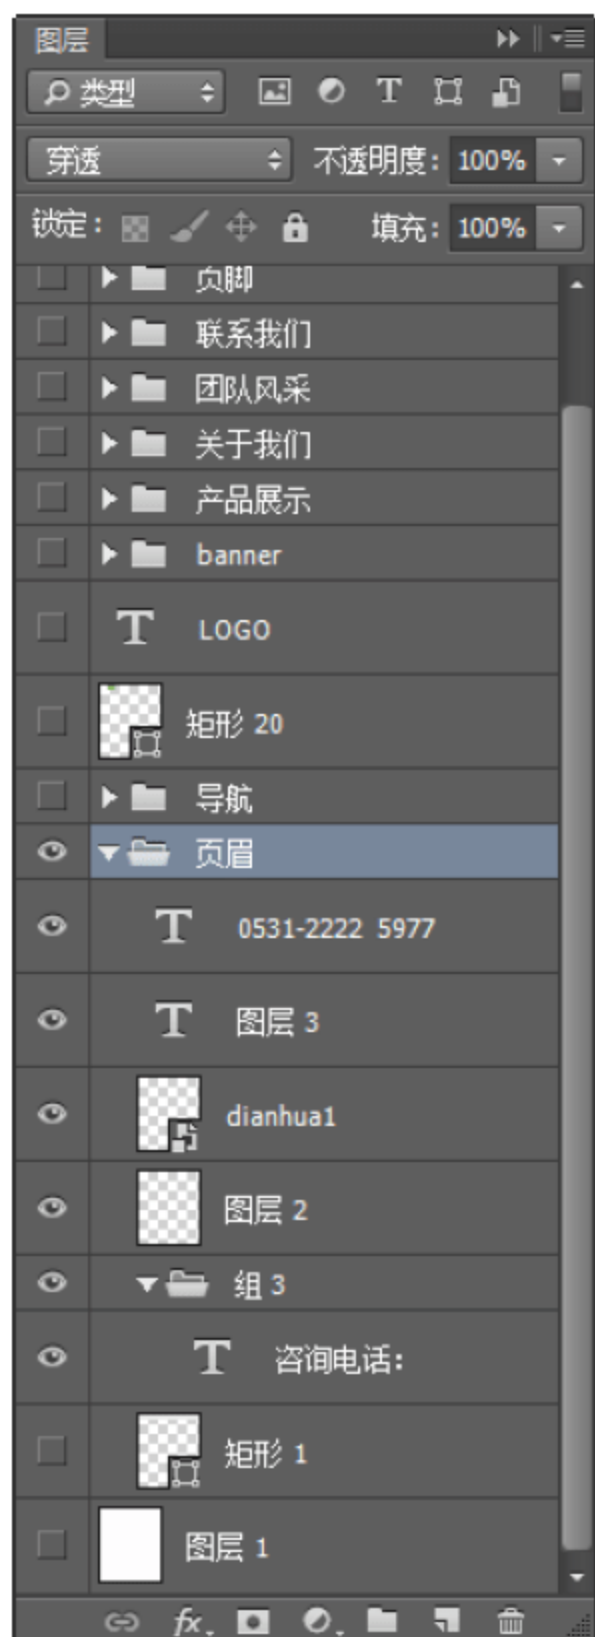 图层
类型
穿透 不透明度: 100%
锁定: 填充: 100%
页脚
联系我们
团队风采
关于我们
产品展示
banner
LOGO
矩形 20
导航
页眉
0531-2222 5977
图层 3
dianhua1
图层 2
组 3
咨询电话:
矩形 1
图层 1
fx.